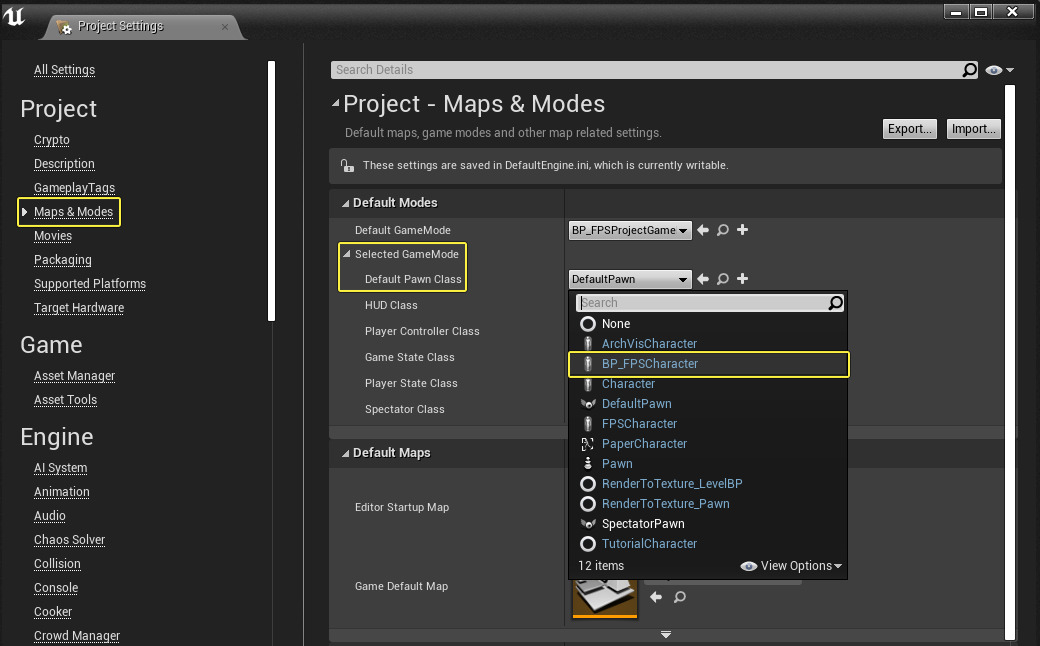 Project Settings
All Settings
Project
Crypto
Description
GameplayTags
Maps & Modes
Movies
Packaging
Supported Platforms
Target Hardware
Game
Asset Manager
Asset Tools
Engine
AI System
Animation
Audio
Chaos Solver
Collision
Console
Cooker
Crowd Manager
Search Details
Project - Maps & Modes
Default maps, game modes and other map related settings.
Export...
Import...
These settings are saved in DefaultEngine.ini, which is currently writable.
Default Modes
Default GameMode
BP_FPSProjectGame
Selected GameMode
Default Pawn Class
DefaultPawn
HUD Class
Player Controller Class
Game State Class
Player State Class
Spectator Class
Search
None
ArchVisCharacter
BP_FPSCharacter
Character
DefaultPawn
FPSCharacter
PaperCharacter
Pawn
RenderToTexture_LevelBP
RenderToTexture_Pawn
SpectatorPawn
TutorialCharacter
12 items
View Options
Default Maps
Editor Startup Map
Game Default Map